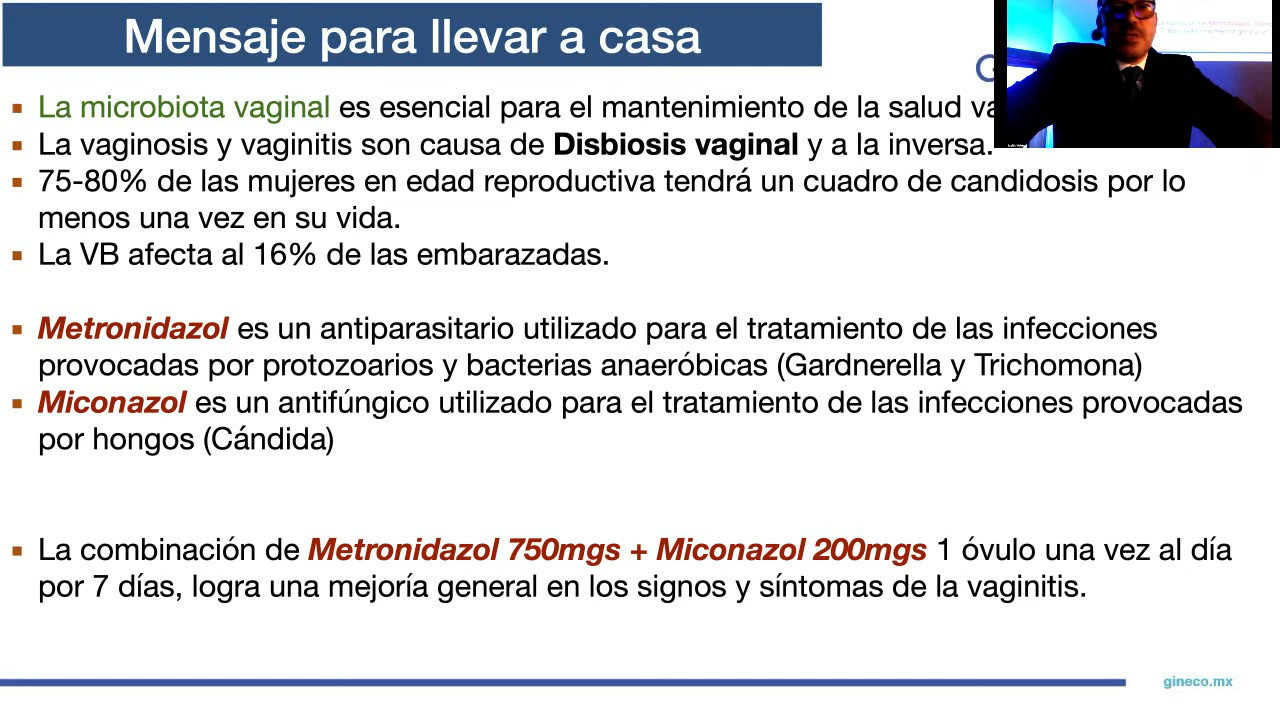 Mensaje para llevar a casa
▪ La microbiota vaginal es esencial para el mantenimiento de la salud
▪ La vaginosis y vaginitis son causa de Disbiosis vaginal y a la inversa.
▪ 75-80% de las mujeres en edad reproductiva tendrá un cuadro de candidosis por lo
menos una vez en su vida.
▪ La VB afecta al 16% de las embarazadas.
▪ Metronidazol es un antiparasitario utilizado para el tratamiento de las infecciones
provocadas por protozoarios y bacterias anaeróbicas (Gardnerella y Trichomona)
▪ Miconazol es un antifúngico utilizado para el tratamiento de las infecciones provocadas
por hongos (Cándida)
▪ La combinación de Metronidazol 750mgs + Miconazol 200mgs 1 óvulo una vez al día
por 7 días, logra una mejoría general en los signos y síntomas de la vaginitis.
gineco.mx